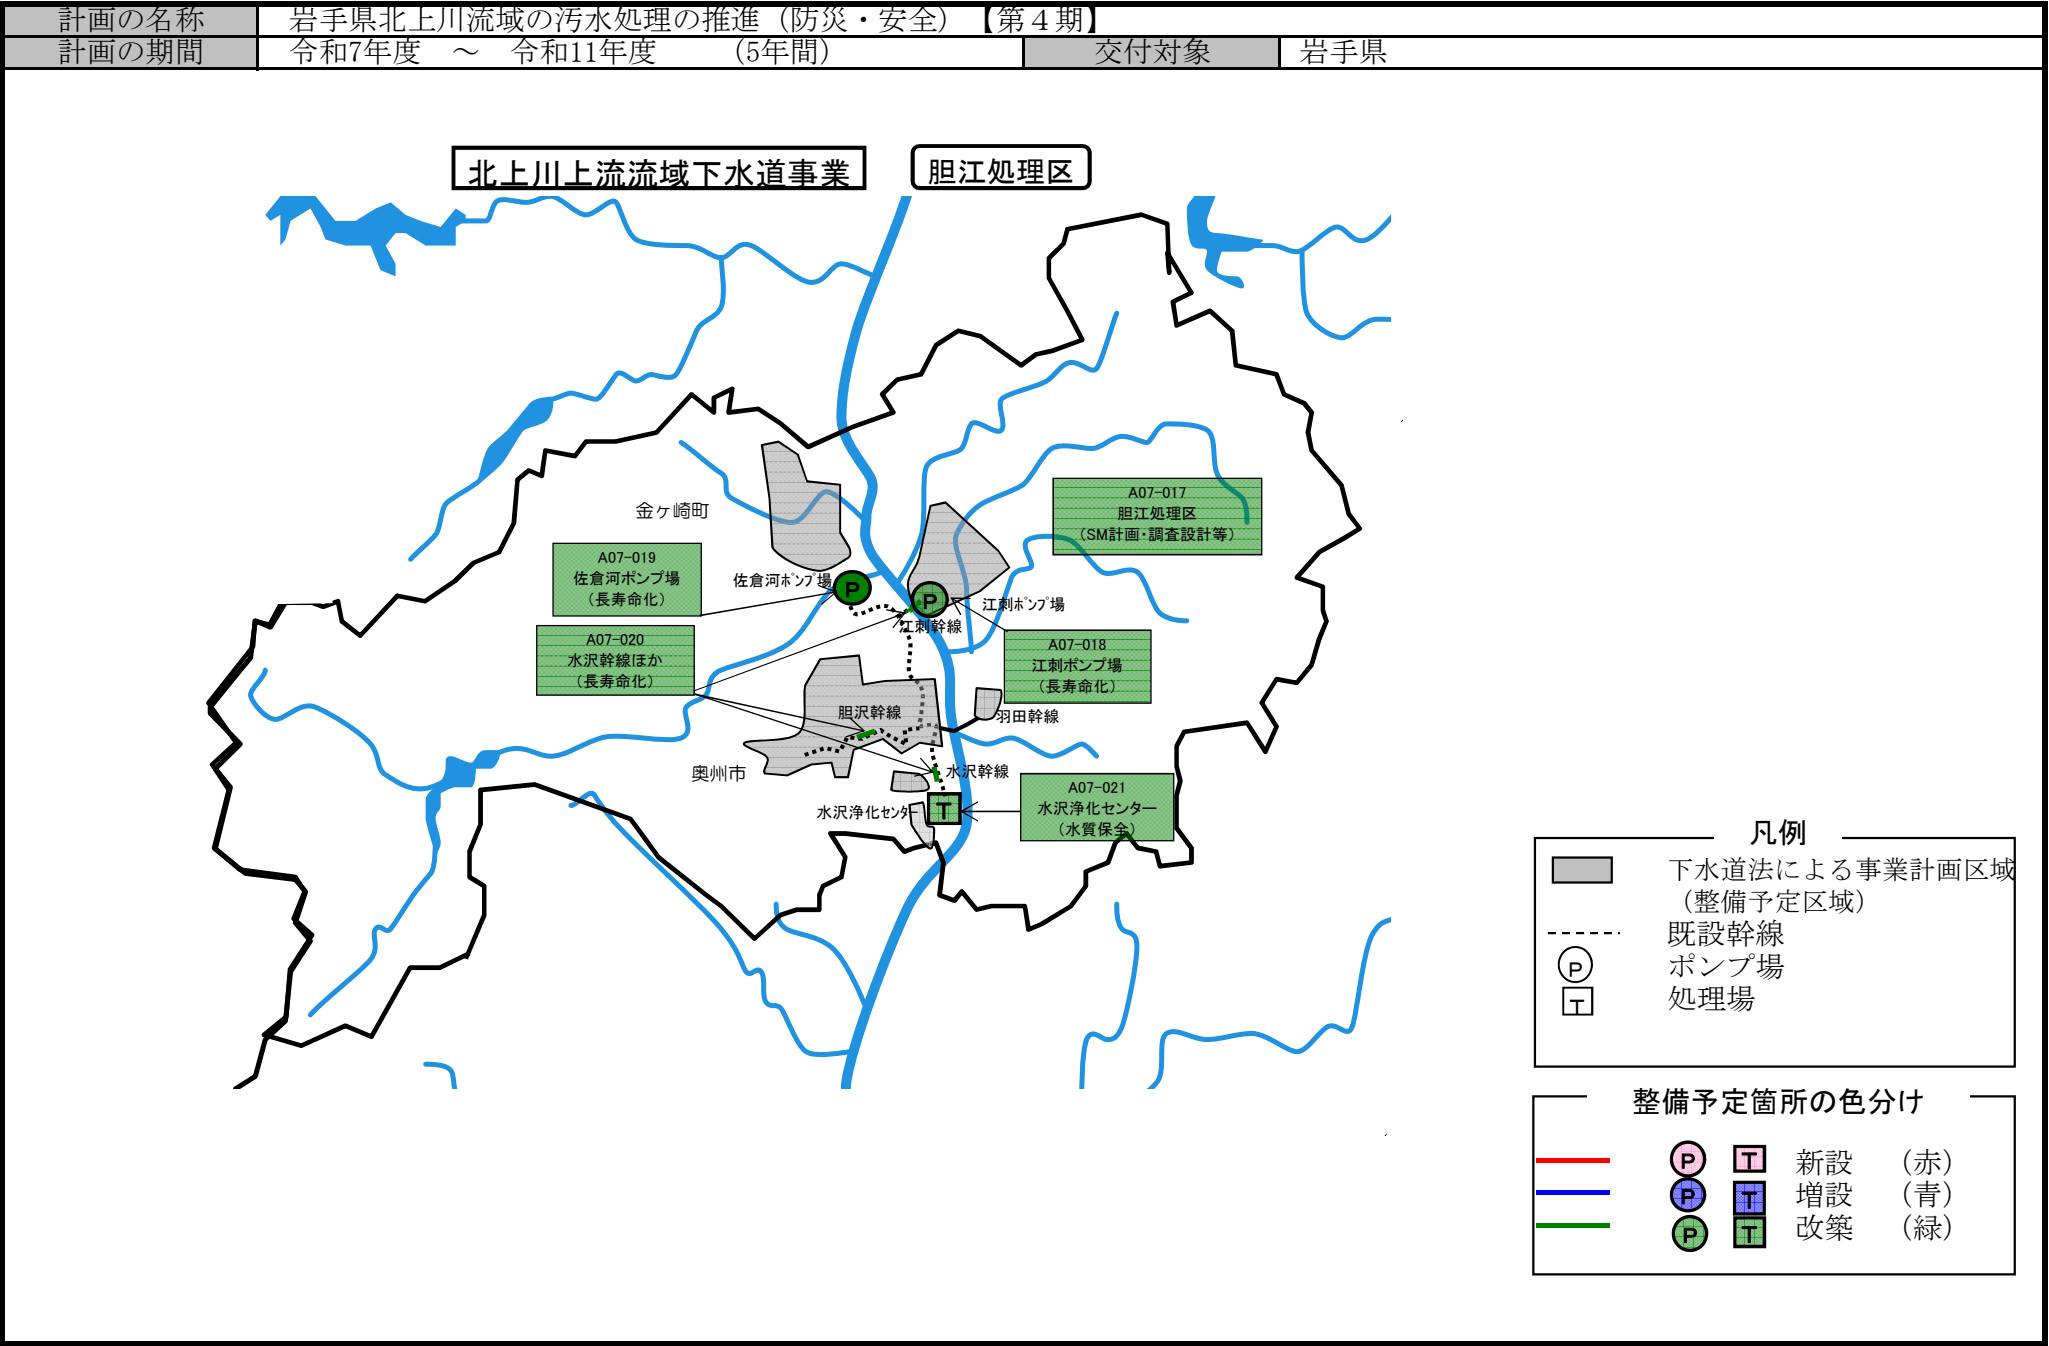 計画の名称
岩手県北上川流域の汚水処理の推進（防災・安全）【第４期】
計画の期間
令和7年度　～　令和11年度　　（5年間）
交付対象
岩手県
北上川上流流域下水道事業
胆江処理区
A07-017
胆江処理区
（SM計画・調査設計等）
金ヶ崎町
A07-019
佐倉河ポンプ場
（長寿命化）
佐倉河ﾎﾟﾝﾌﾟ場
P
P
江刺ﾎﾟﾝﾌﾟ場
江刺幹線
A07-020
水沢幹線ほか
（長寿命化）
A07-018
江刺ポンプ場
（長寿命化）
胆沢幹線
羽田幹線
奥州市
水沢幹線
A07-021
水沢浄化センター
（水質保全）
水沢浄化ｾﾝﾀｰ
T
凡例
下水道法による事業計画区域
（整備予定区域）
既設幹線
P
ポンプ場
T
処理場
整備予定箇所の色分け
P T 新設　（赤）
P T 増設　（青）
P T 改築　（緑）